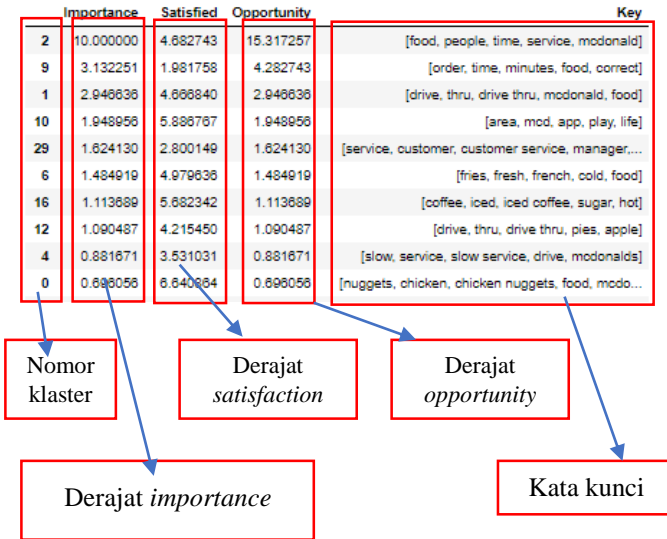 Importance Satisfied Opportunity Key
2 10.000000 4.682743 15.317257 [food, people, time, service, mcdonald]
9 3.132251 1.981758 4.282743 [order, time, minutes, food, correct]
1 2.946636 4.666840 2.946636 [drive, thru, drive thru, mcdonald, food]
10 1.948956 5.886767 1.948956 [area, mcd, app, play, life]
29 1.624130 2.800149 1.624130 [service, customer, customer service, manager,...
6 1.484919 4.979636 1.484919 [fries, fresh, french, cold, food]
16 1.113689 5.682342 1.113689 [coffee, iced, iced coffee, sugar, hot]
12 1.090487 4.215450 1.090487 [drive, thru, drive thru, pies, apple]
4 0.881671 3.531031 0.881671 [slow, service, slow service, drive, mcdonalds]
0 0.696056 6.640864 0.696056 [nuggets, chicken, chicken nuggets, food, mcdo...
Nomor
klaster
Derajat
satisfaction
Derajat
opportunity
Derajat importance
Kata kunci